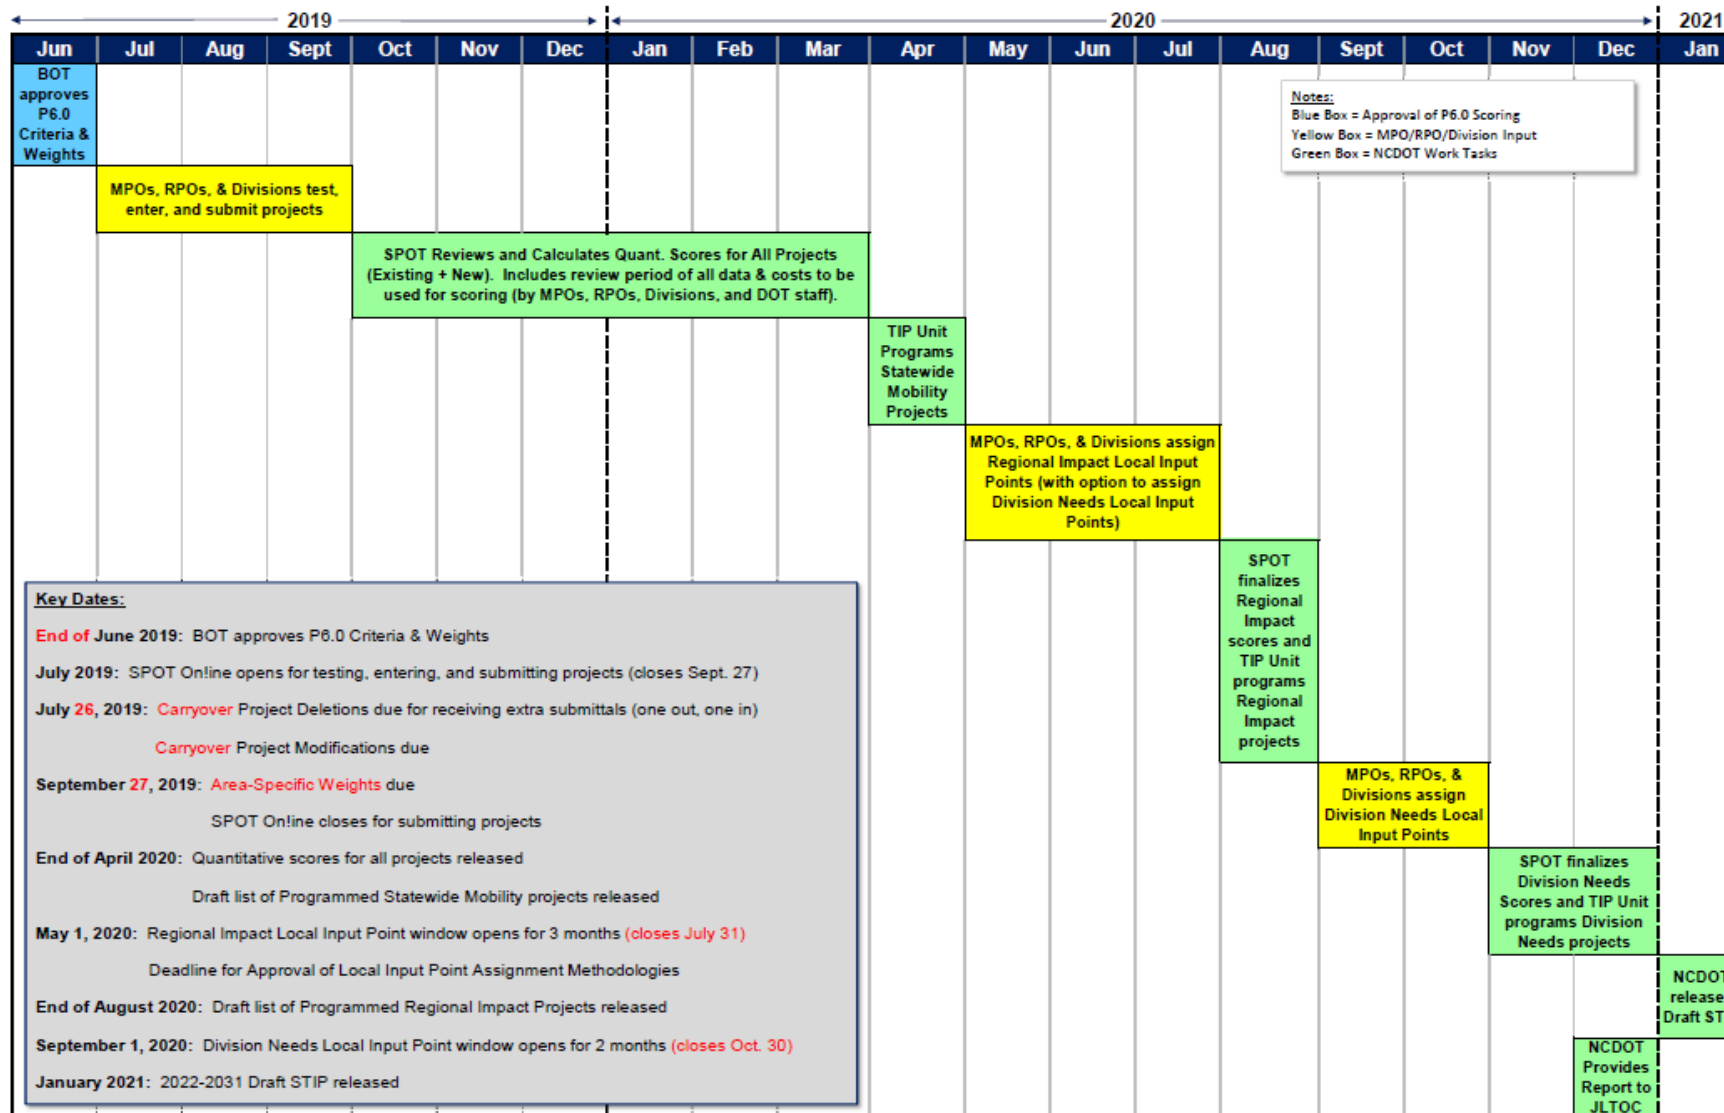 2019
2020
2021
Jun Jul Aug Sept Oct Nov Dec Jan Feb Mar Apr May Jun Jul Aug Sept Oct Nov Dec Jan
BOT
approves
P6.0
Criteria &
Weights
Notes:
Blue Box = Approval of P6.0 Scoring
Yellow Box = MPO/RPO/Division Input
Green Box = NCDOT Work Tasks
MPOs, RPOs, & Divisions test,
enter, and submit projects
SPOT Reviews and Calculates Quant. Scores for All Projects
(Existing + New). Includes review period of all data & costs to be
used for scoring (by MPOs, RPOs, Divisions, and DOT staff).
TIP Unit
Programs
Statewide
Mobility
Projects
MPOs, RPOs, & Divisions assign
Regional Impact Local Input
Points (with option to assign
Division Needs Local Input
Points)
SPOT
finalizes
Regional
Impact
scores and
TIP Unit
programs
Regional
Impact
projects
MPOs, RPOs, &
Divisions assign
Division Needs Local
Input Points
SPOT finalizes
Division Needs
Scores and TIP Unit
programs Division
Needs projects
NCDOT
release
Draft ST
NCDOT
Provides
Report to
JLTOC
Key Dates:
End of June 2019: BOT approves P6.0 Criteria & Weights
July 2019: SPOT On!ine opens for testing, entering, and submitting projects (closes Sept. 27)
July 26, 2019: Carryover Project Deletions due for receiving extra submittals (one out, one in)
Carryover Project Modifications due
September 27, 2019: Area-Specific Weights due
SPOT On!ine closes for submitting projects
End of April 2020: Quantitative scores for all projects released
Draft list of Programmed Statewide Mobility projects released
May 1, 2020: Regional Impact Local Input Point window opens for 3 months (closes July 31)
Deadline for Approval of Local Input Point Assignment Methodologies
End of August 2020: Draft list of Programmed Regional Impact Projects released
September 1, 2020: Division Needs Local Input Point window opens for 2 months (closes Oct. 30)
January 2021: 2022-2031 Draft STIP released